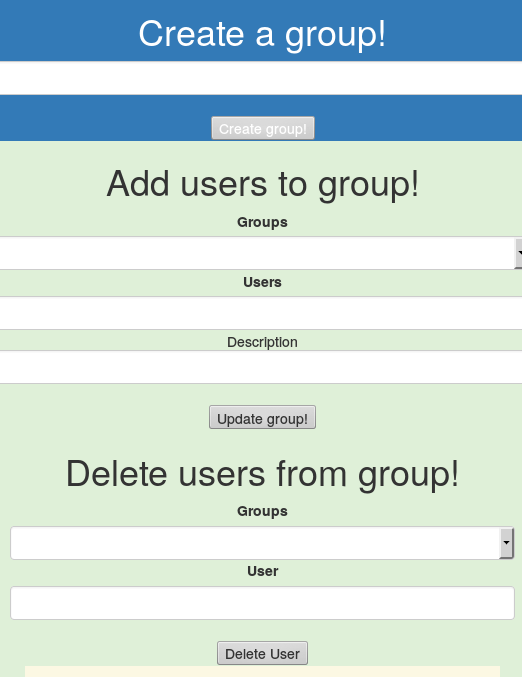 Create a group!
Create group!
Add users to group!
Groups
Users
Description
Update group!
Delete users from group!
Groups
User
Delete User